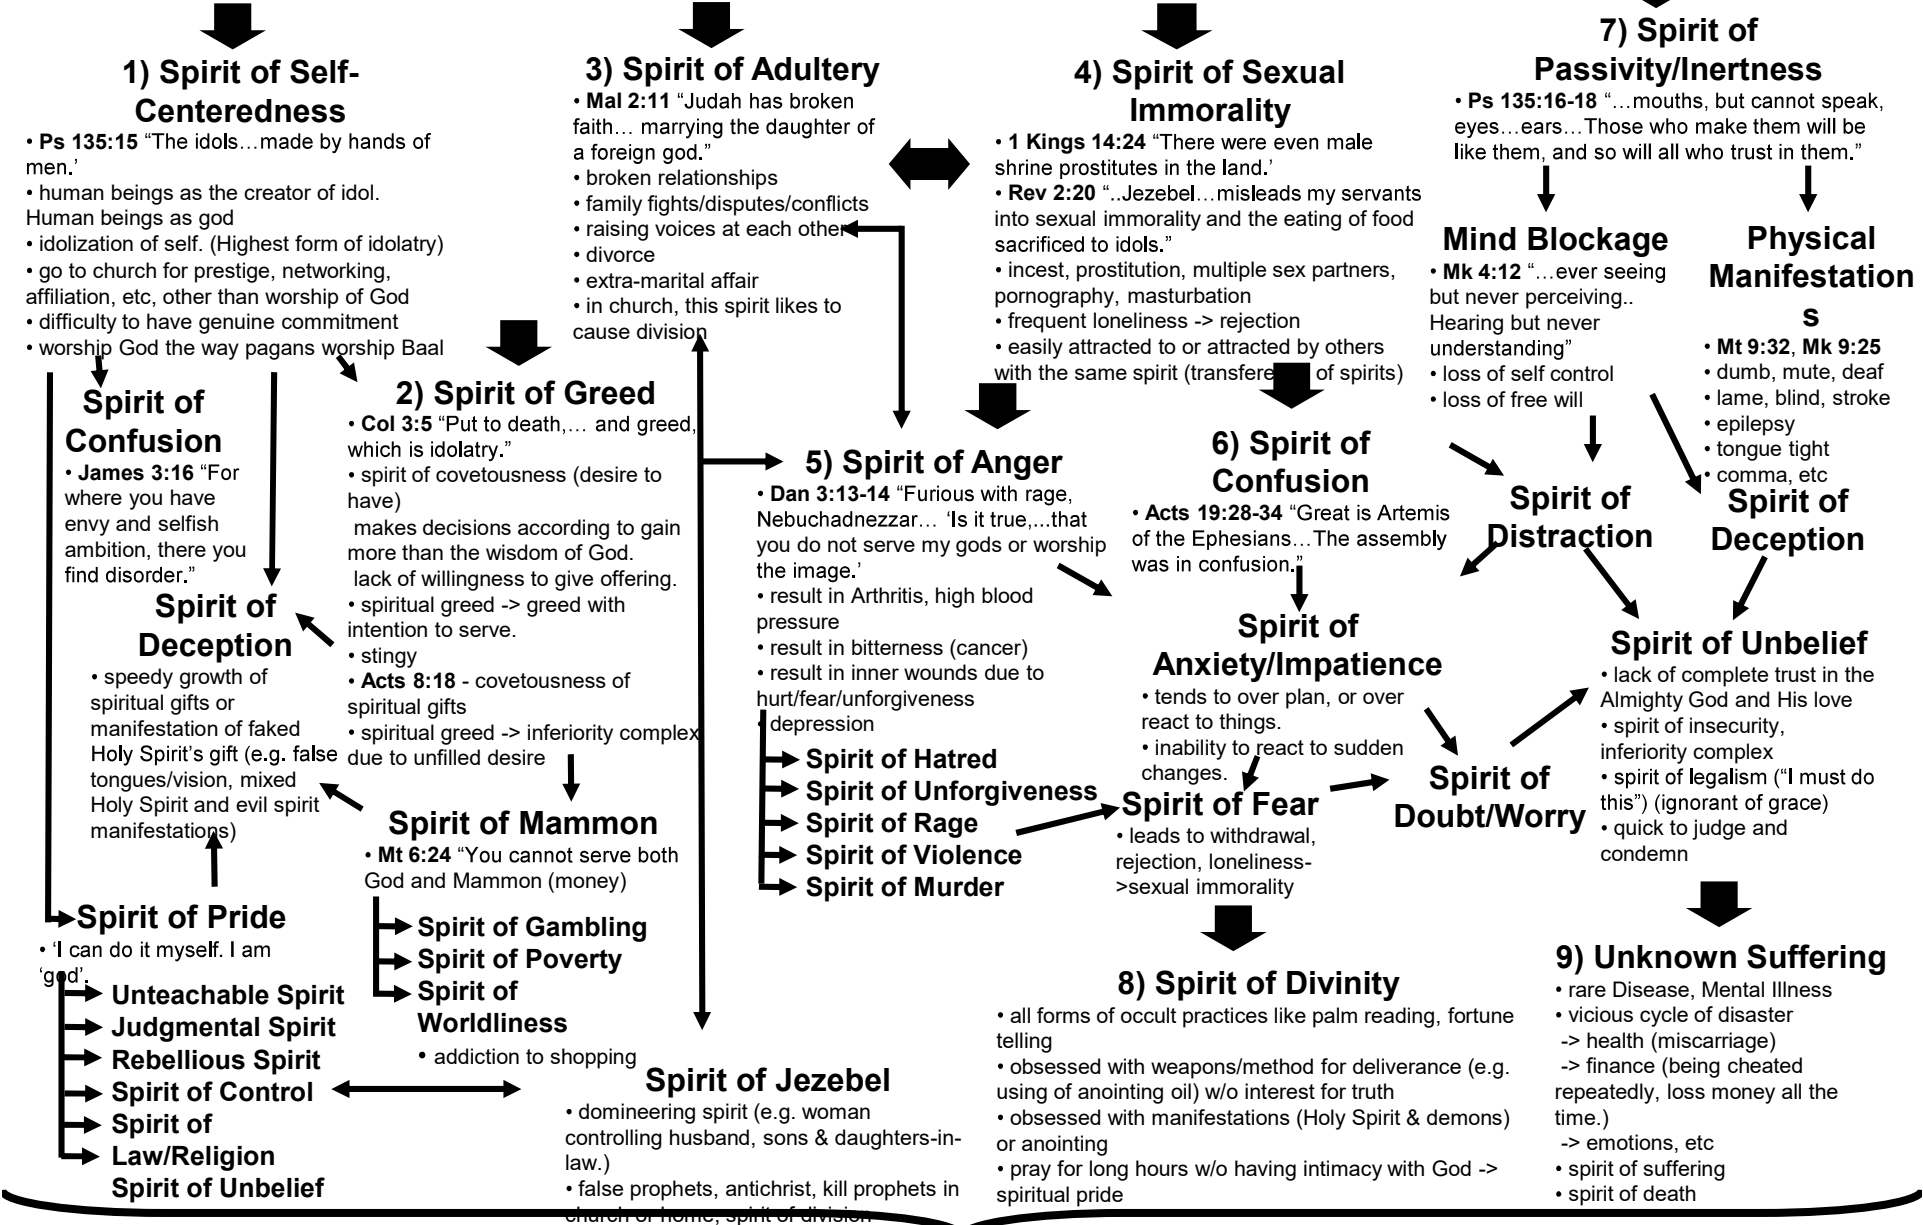 1) Spirit of Self-
Centeredness
• Ps 135:15 “The idols…made by hands of
men.’
• human beings as the creator of idol.
Human beings as god
• idolization of self. (Highest form of idolatry)
• go to church for prestige, networking,
affiliation, etc, other than worship of God
• difficulty to have genuine commitment
• worship God the way pagans worship Baal
Spirit of
Confusion
• James 3:16 “For
where you have
envy and selfish
ambition, there you
find disorder.”
Spirit of
Deception
• speedy growth of
spiritual gifts or
manifestation of faked
Holy Spirit’s gift (e.g. false
tongues/vision, mixed
Holy Spirit and evil spirit
manifestations)
Spirit of Pride
• ‘I can do it myself. I am
‘god’.
Unteachable Spirit
Judgmental Spirit
Rebellious Spirit
Spirit of Control
Spirit of
Law/Religion
Spirit of Unbelief
2) Spirit of Greed
• Col 3:5 “Put to death,… and greed,
which is idolatry.”
• spirit of covetousness (desire to
have)
makes decisions according to gain
more than the wisdom of God.
lack of willingness to give offering.
• spiritual greed -> greed with
intention to serve.
• stingy
• Acts 8:18 - covetousness of
spiritual gifts
• spiritual greed -> inferiority complex
due to unfilled desire
Spirit of Mammon
• Mt 6:24 “You cannot serve both
God and Mammon (money)
Spirit of Gambling
Spirit of Poverty
Spirit of
Worldliness
• addiction to shopping
3) Spirit of Adultery
• Mal 2:11 “Judah has broken
faith… marrying the daughter of
a foreign god.”
• broken relationships
• family fights/disputes/conflicts
• raising voices at each other
• divorce
• extra-marital affair
• in church, this spirit likes to
cause division
Spirit of Jezebel
• domineering spirit (e.g. woman
controlling husband, sons & daughters-in-
law.)
• false prophets, antichrist, kill prophets in
church or home, spirit of division
4) Spirit of Sexual
Immorality
• 1 Kings 14:24 “There were even male
shrine prostitutes in the land.’
• Rev 2:20 “..Jezebel…misleads my servants
into sexual immorality and the eating of food
sacrificed to idols.”
• incest, prostitution, multiple sex partners,
pornography, masturbation
• frequent loneliness -> rejection
• easily attracted to or attracted by others
with the same spirit (transfere of spirits)
5) Spirit of Anger
• Dan 3:13-14 “Furious with rage,
Nebuchadnezzar… ‘Is it true,...that
you do not serve my gods or worship
the image.’
• result in Arthritis, high blood
pressure
• result in bitterness (cancer)
• result in inner wounds due to
hurt/fear/unforgiveness
• depression
Spirit of Hatred
Spirit of Unforgiveness
Spirit of Rage
Spirit of Violence
Spirit of Murder
6) Spirit of
Confusion
• Acts 19:28-34 “Great is Artemis
of the Ephesians…The assembly
was in confusion.”
Spirit of
Anxiety/Impatience
• tends to over plan, or over
react to things.
• inability to react to sudden
changes.
Spirit of Fear
• leads to withdrawal,
rejection, loneliness-
>sexual immorality
Spirit of
Doubt/Worry
8) Spirit of Divinity
• all forms of occult practices like palm reading, fortune
telling
• obsessed with weapons/method for deliverance (e.g.
using of anointing oil) w/o interest for truth
• obsessed with manifestations (Holy Spirit & demons)
or anointing
• pray for long hours w/o having intimacy with God ->
spiritual pride
7) Spirit of
Passivity/Inertness
• Ps 135:16-18 “…mouths, but cannot speak,
eyes…ears…Those who make them will be
like them, and so will all who trust in them.”
Mind Blockage
• Mk 4:12 “…ever seeing
but never perceiving..
Hearing but never
understanding”
• loss of self control
• loss of free will
Physical
Manifestation
s
• Mt 9:32, Mk 9:25
• dumb, mute, deaf
• lame, blind, stroke
• epilepsy
• tongue tight
• comma, etc
Spirit of
Distraction
Spirit of
Deception
Spirit of Unbelief
• lack of complete trust in the
Almighty God and His love
• spirit of insecurity,
inferiority complex
• spirit of legalism (“I must do
this”) (ignorant of grace)
• quick to judge and
condemn
9) Unknown Suffering
• rare Disease, Mental Illness
• vicious cycle of disaster
-> health (miscarriage)
-> finance (being cheated
repeatedly, loss money all the
time.)
-> emotions, etc
• spirit of suffering
• spirit of death